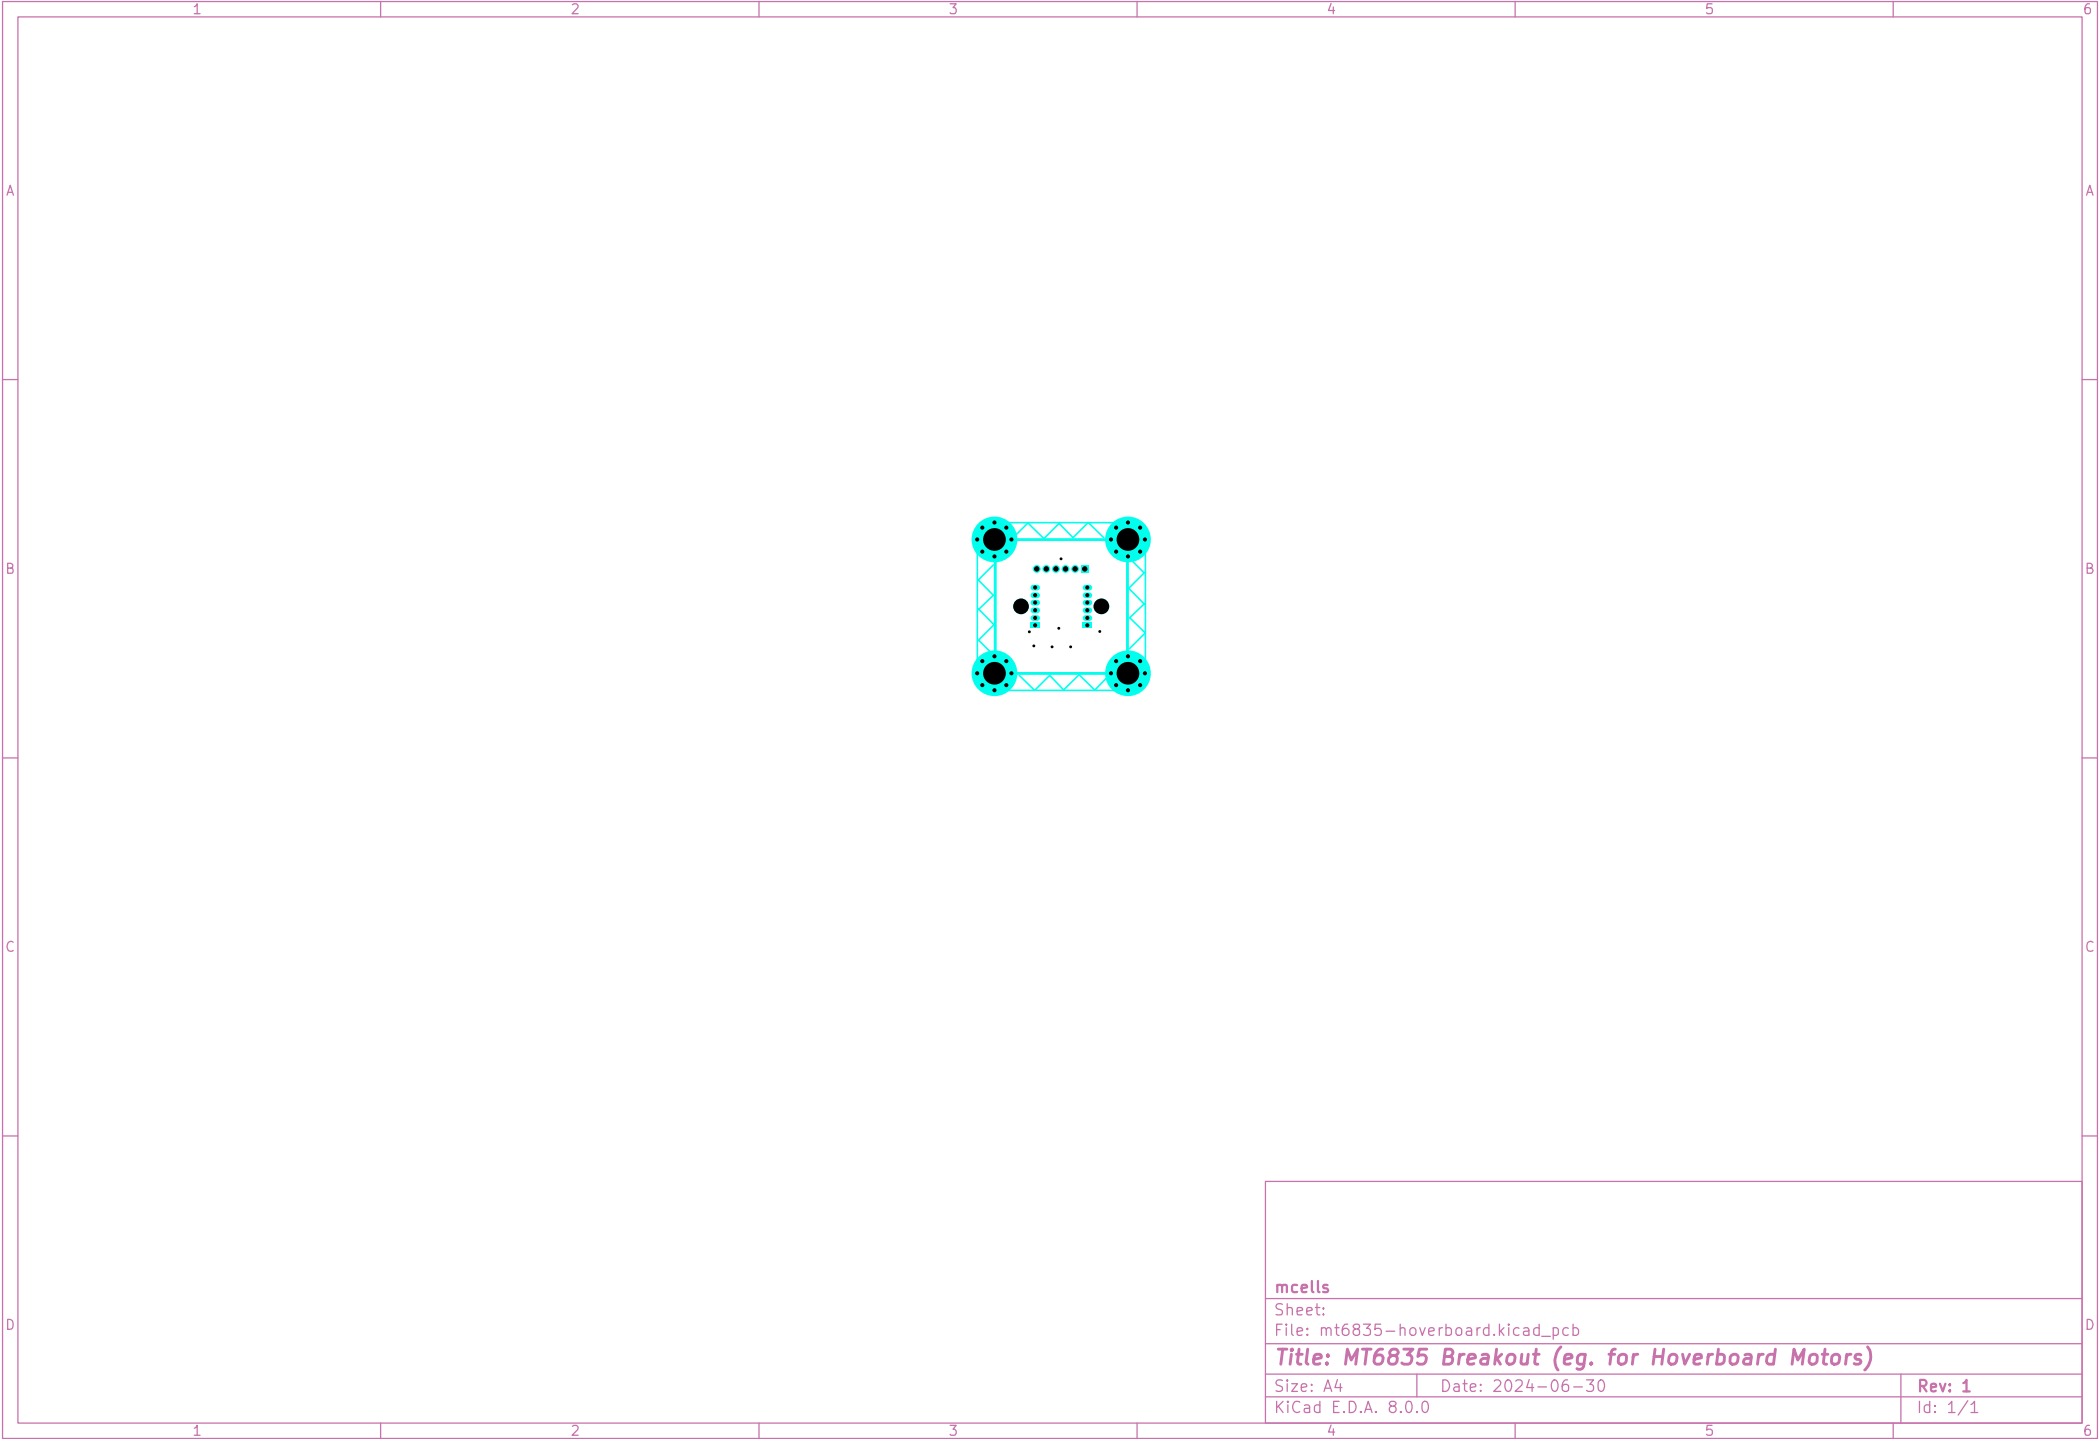 1 2 3 4 5 6
A A
B B
C C
D D
mcells
Sheet:
File: mt6835-hoverboard.kicad_pcb
Title: MT6835 Breakout (eg. for Hoverboard Motors)
Size: A4 Date: 2024-06-30 Rev: 1
KiCad E.D.A. 8.0.0 Id: 1/1
1 2 3 4 5 6